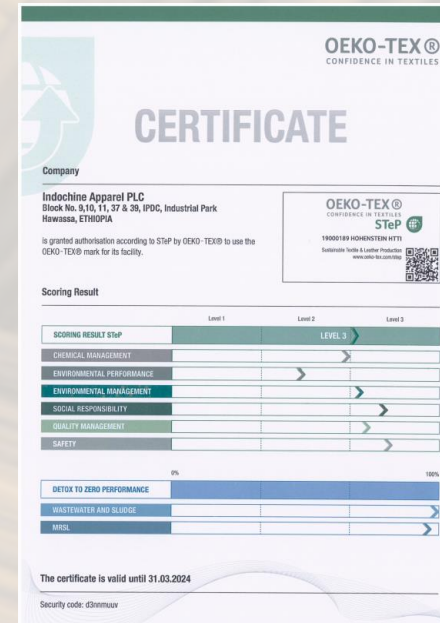 OEKO-TEX®
CONFIDENCE IN TEXTILES
CERTIFICATE
Company
Indochine Apparel PLC
Block No. 9,10, 11, 37 & 39, IPDC, Industrial Park
Hawassa, ETHIOPIA
is granted authorisation according to STeP by OEKO-TEX® to use the
OEKO-TEX® mark for its facility.
OEKO-TEX®
CONFIDENCE IN TEXTILES
STeP
19000189 HOHENSTEIN HTTI
Sustainable Textile & Leather Production
www.oeko-tex.com/step
Scoring Result
Level 1 Level 2 Level 3
SCORING RESULT STeP LEVEL 3
CHEMICAL MANAGEMENT
ENVIRONMENTAL PERFORMANCE
ENVIRONMENTAL MANAGEMENT
SOCIAL RESPONSIBILITY
QUALITY MANAGEMENT
SAFETY
0% 100%
DETOX TO ZERO PERFORMANCE
WASTEWATER AND SLUDGE
MRSL
The certificate is valid until 31.03.2024
Security code: d3nnmuuv